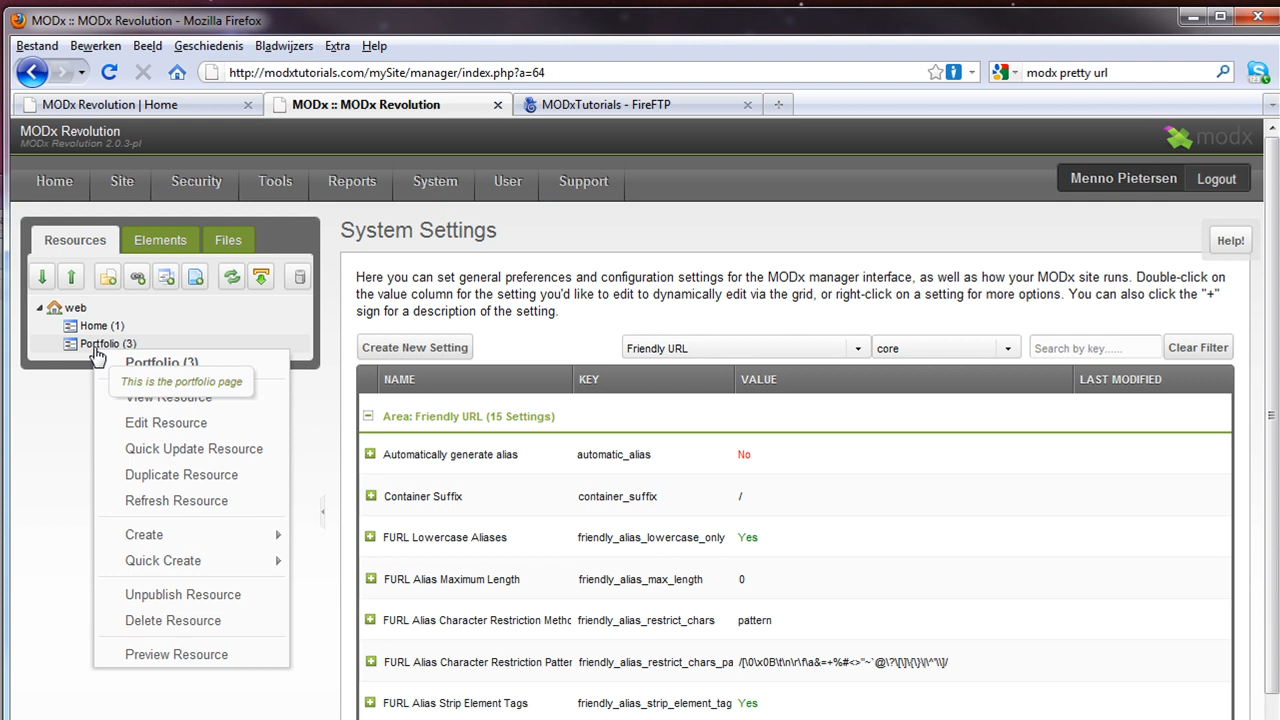 MODx :: MODx Revolution - Mozilla Firefox
Bestand Bewerken Beeld Geschiedenis Bladwijzers Extra Help
http://modxtutorials.com/mySite/manager/index.php?a=64
modx pretty url
MODx Revolution | Home
MODx :: MODx Revolution
MODxTutorials - FireFTP
MODx Revolution
MODx Revolution 2.0.3-pl
modx
Home Site Security Tools Reports System User Support
Menno Pietersen Logout
Resources Elements Files
web
Home (1)
Portfolio (3)
Portfolio (3)
This is the portfolio page
View Resource
Edit Resource
Quick Update Resource
Duplicate Resource
Refresh Resource
Create
Quick Create
Unpublish Resource
Delete Resource
Preview Resource
System Settings
Help!
Here you can set general preferences and configuration settings for the MODx manager interface, as well as how your MODx site runs. Double-click on
the value column for the setting you'd like to edit to dynamically edit via the grid, or right-click on a setting for more options. You can also click the "+"
sign for a description of the setting.
Create New Setting Friendly URL core Search by key...... Clear Filter
NAME KEY VALUE LAST MODIFIED
Area: Friendly URL (15 Settings)
Automatically generate alias automatic_alias No
Container Suffix container_suffix /
FURL Lowercase Aliases friendly_alias_lowercase_only Yes
FURL Alias Maximum Length friendly_alias_max_length 0
FURL Alias Character Restriction Metho friendly_alias_restrict_chars pattern
FURL Alias Character Restriction Patter friendly_alias_restrict_chars_pa
FURL Alias Strip Element Tags friendly_alias_strip_element_tag Yes